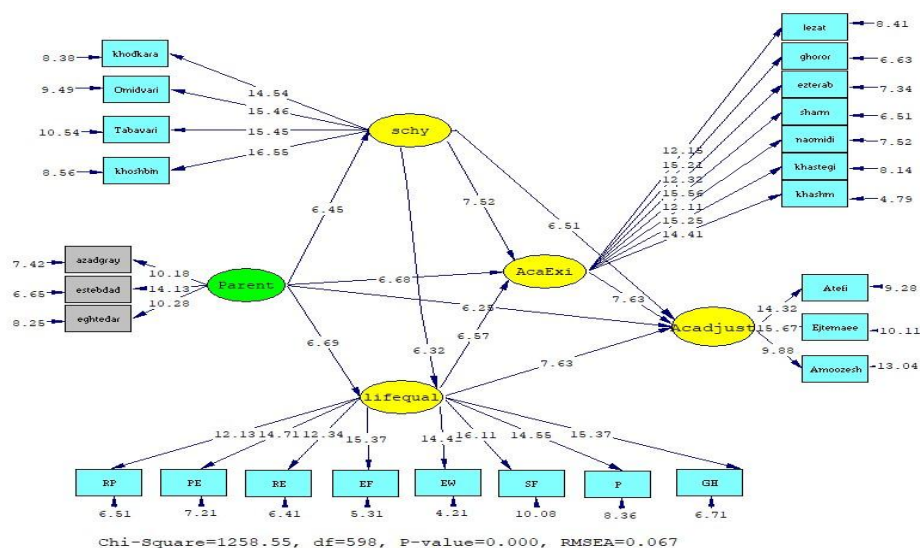 lezat
8.41
khodkara
8.38
ghoror
6.63
Omidvari
9.49
14.54
ezterab
7.34
15.46
schy
sharm
6.51
Tabavari
10.54
15.45
naomidi
7.52
12.15
15.21
12.32
15.56
12.11
15.25
14.41
khoshbin
8.56
16.55
khastegi
8.14
khashm
4.79
6.45
7.52
6.51
azadgray
7.42
10.18
AcaExi
Parent
6.68
estebdad
6.65
14.13
7.63
Atefi
9.28
6.25
14.32
eghtedar
8.25
10.28
Acadjust
15.67
Ejtemaee
10.11
6.57
6.69
6.32
9.88
7.63
Amoozesh
13.04
lifequal
12.13
14.71
12.34
15.37
14.4
16.11
14.55
15.37
RP
PE
RE
EF
EW
SF
P
GH
6.51
7.21
6.41
5.31
4.21
10.08
8.36
6.71
Chi-Square=1258.55, df=598, P-value=0.000, RMSEA=0.067